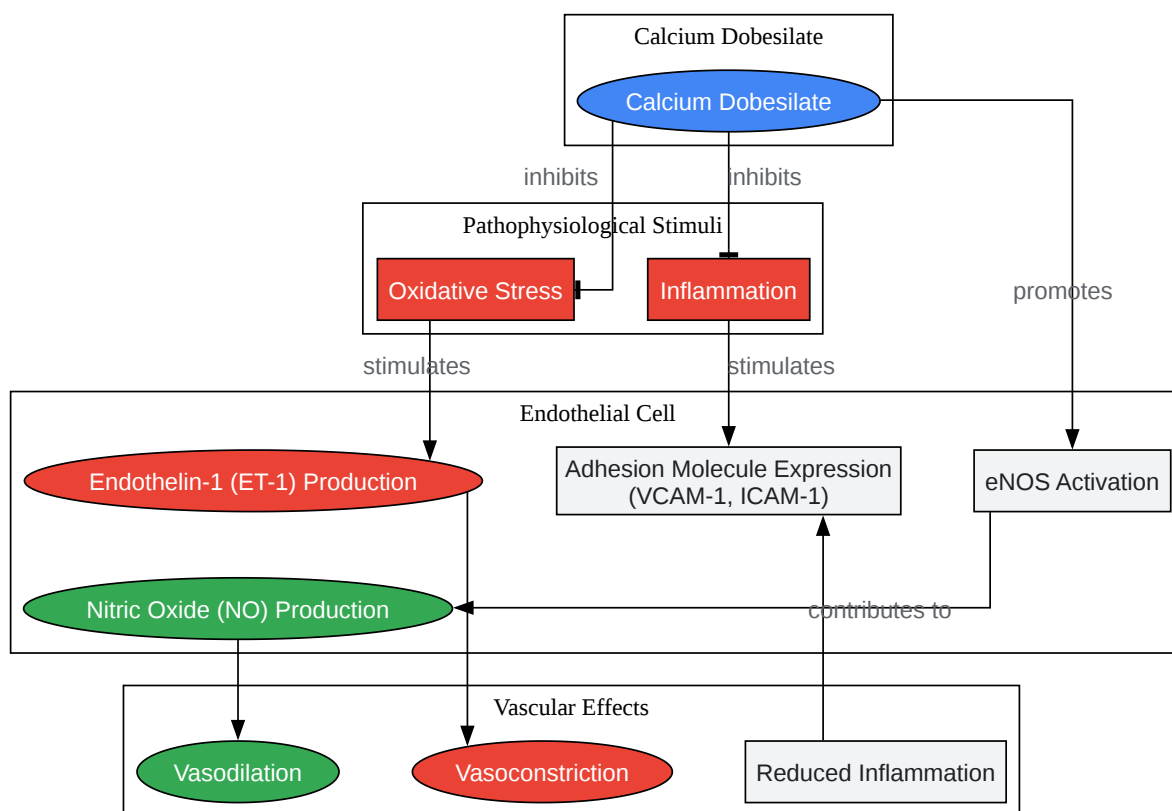 Calcium Dobesilate
Calcium Dobesilate
inhibits
inhibits
Pathophysiological Stimuli
Oxidative Stress
Inflammation
promotes
stimulates
stimulates
Endothelial Cell
Endothelin-1 (ET-1) Production
Adhesion Molecule Expression
(VCAM-1, ICAM-1)
eNOS Activation
Nitric Oxide (NO) Production
contributes to
Vascular Effects
Vasodilation
Vasoconstriction
Reduced Inflammation